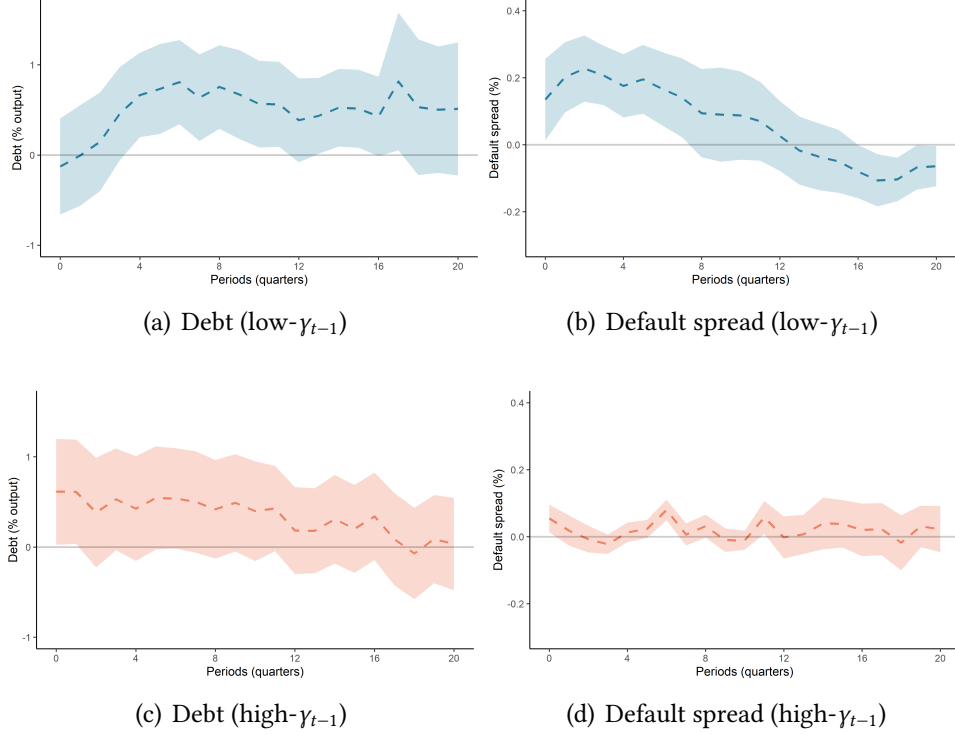 Debt (% output)
1
0
-1
0 4 8 12 16 20
Periods (quarters)
(a) Debt (low-γt−1)
Default spread (%)
0.4
0.2
0.0
-0.2
0 4 8 12 16 20
Periods (quarters)
(b) Default spread (low-γt−1)
Debt (% output)
1
0
-1
0 4 8 12 16 20
Periods (quarters)
(c) Debt (high-γt−1)
Default spread (%)
0.4
0.2
0.0
-0.2
0 4 8 12 16 20
Periods (quarters)
(d) Default spread (high-γt−1)